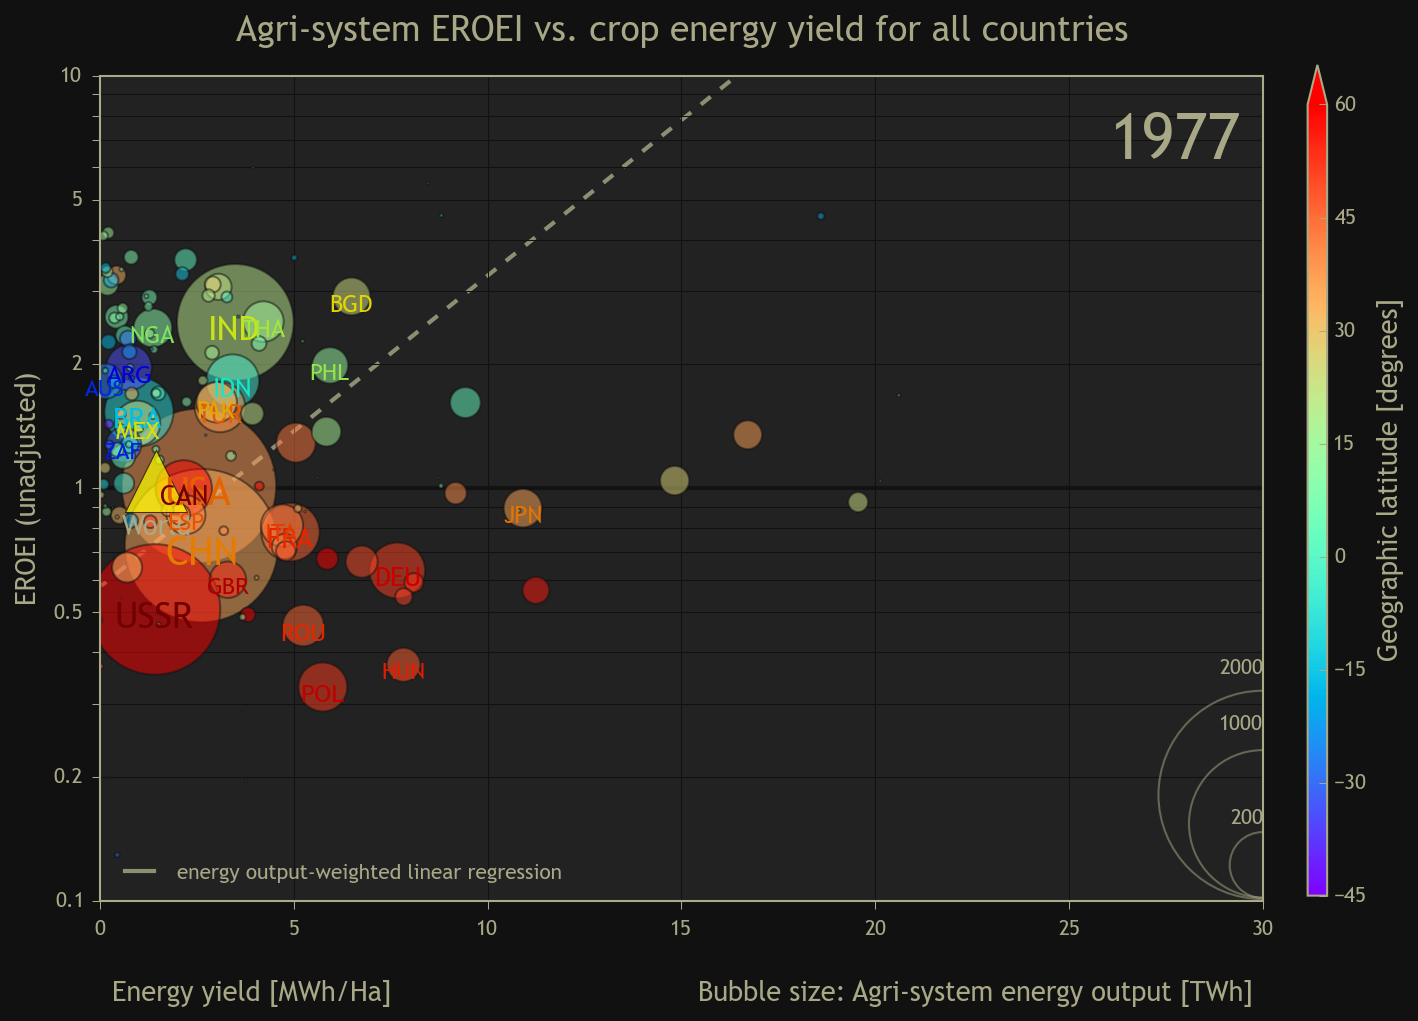 Agri-system EROEI vs. crop energy yield for all countries
1977
10
5
2
1
0.5
0.2
0.1
EROEI (unadjusted)
BGD
IND
THA
NGA
PHL
ARG
AUS
IDN
PAK
BRA
MEX
ZAF
USA
CAN
ESP
World
JPN
ITA
FRA
CHN
DEU
GBR
USSR
ROU
HUN
POL
2000
1000
200
energy output-weighted linear regression
0 5 10 15 20 25 30
Energy yield [MWh/Ha]
Bubble size: Agri-system energy output [TWh]
60
45
30
15
0
−15
−30
−45
Geographic latitude [degrees]